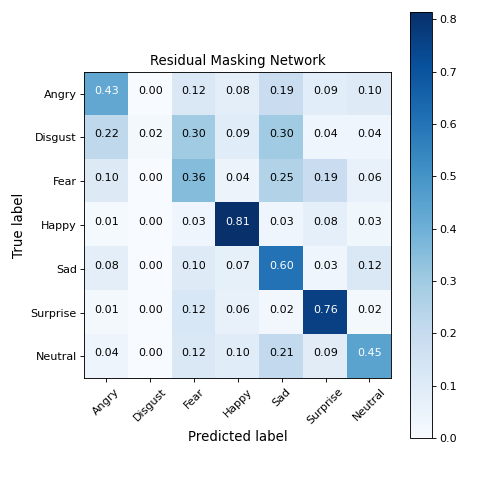 Residual Masking Network
True label
Angry 0.43 0.00 0.12 0.08 0.19 0.09 0.10
Disgust 0.22 0.02 0.30 0.09 0.30 0.04 0.04
Fear 0.10 0.00 0.36 0.04 0.25 0.19 0.06
Happy 0.01 0.00 0.03 0.81 0.03 0.08 0.03
Sad 0.08 0.00 0.10 0.07 0.60 0.03 0.12
Surprise 0.01 0.00 0.12 0.06 0.02 0.76 0.02
Neutral 0.04 0.00 0.12 0.10 0.21 0.09 0.45
Angry Disgust Fear Happy Sad Surprise Neutral
Predicted label
0.8
0.7
0.6
0.5
0.4
0.3
0.2
0.1
0.0